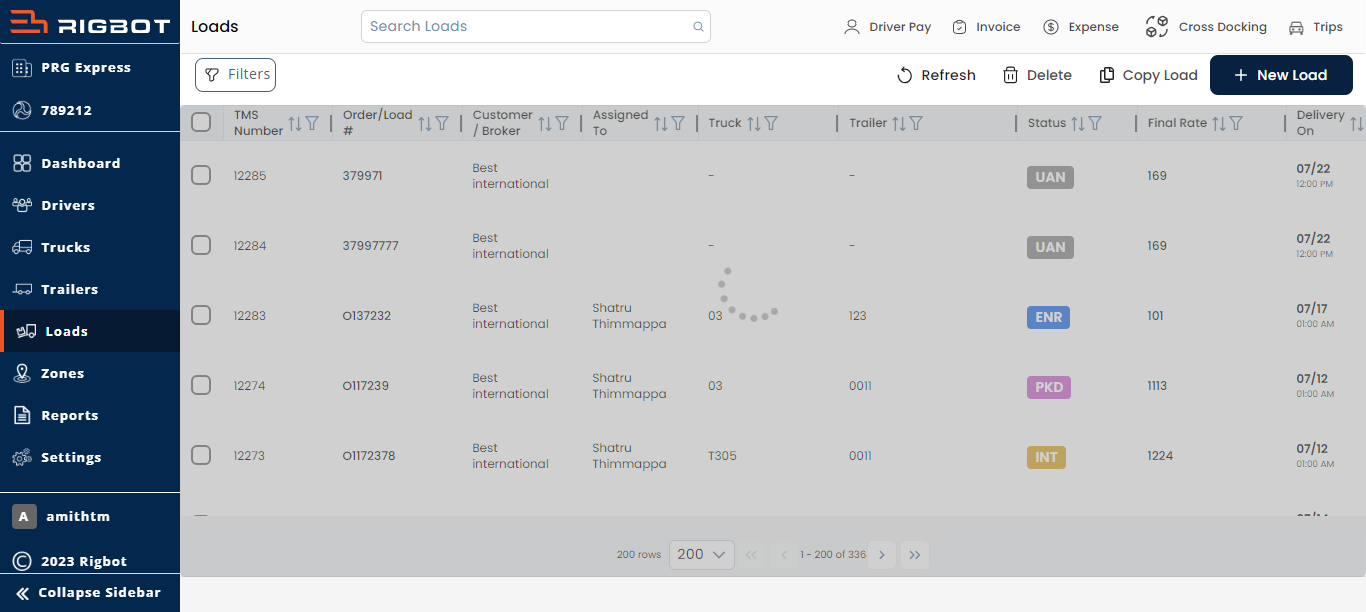 RIGBOT
PRG Express
789212
Dashboard
Drivers
Trucks
Trailers
Loads
Zones
Reports
Settings
A amithtm
2023 Rigbot
Collapse Sidebar
Loads
Search Loads
Driver Pay
Invoice
Expense
Cross Docking
Trips
Filters
Refresh
Delete
Copy Load
+ New Load
TMS
Number
Order/Load
#
Customer
/ Broker
Assigned
To
Truck
Trailer
Status
Final Rate
Delivery
On
12285
379971
Best
international
-
-
UAN
169
07/22
12:00 PM
12284
37997777
Best
international
-
-
UAN
169
07/22
12:00 PM
12283
O137232
Best
international
Shatru
Thimmappa
03
123
ENR
101
07/17
01:00 AM
12274
O117239
Best
international
Shatru
Thimmappa
03
0011
PKD
1113
07/12
01:00 AM
12273
O1172378
Best
international
Shatru
Thimmappa
T305
0011
INT
1224
07/12
01:00 AM
200 rows
200
1 - 200 of 336